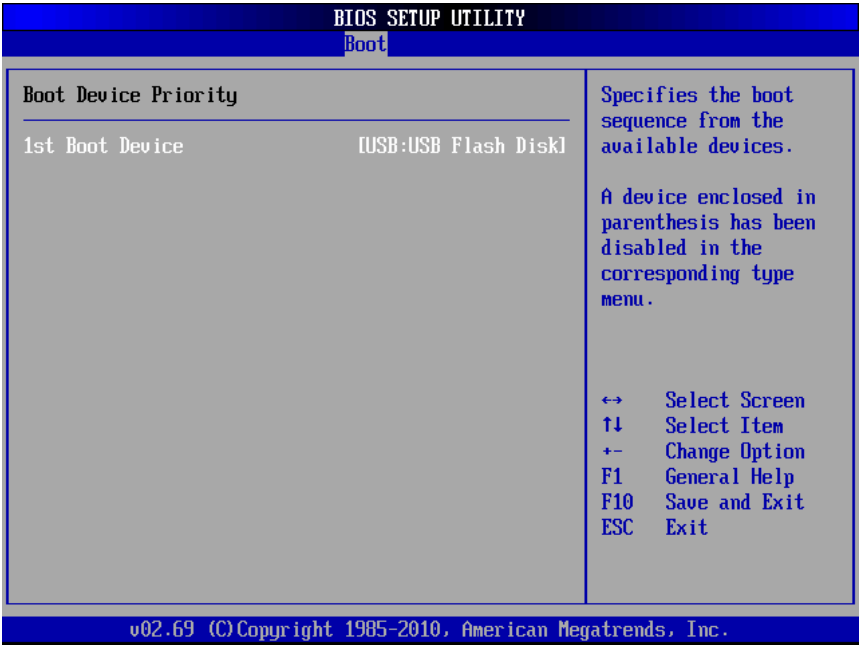 BIOS SETUP UTILITY
Boot
Boot Device Priority
1st Boot Device [USB:USB Flash Disk]
Specifies the boot
sequence from the
available devices.
A device enclosed in
parenthesis has been
disabled in the
corresponding type
menu.
↔ Select Screen
↑↓ Select Item
+- Change Option
F1 General Help
F10 Save and Exit
ESC Exit
v02.69 (C)Copyright 1985-2010, American Megatrends, Inc.